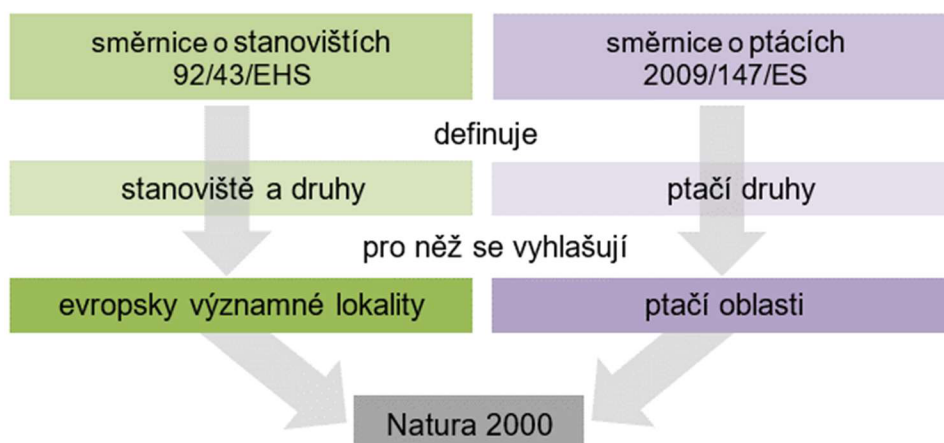 směrnice o stanovištích
92/43/EHS
směrnice o ptácích
2009/147/ES
definuje
stanoviště a druhy
ptačí druhy
pro něž se vyhlašují
evropsky významné lokality
ptačí oblasti
Natura 2000